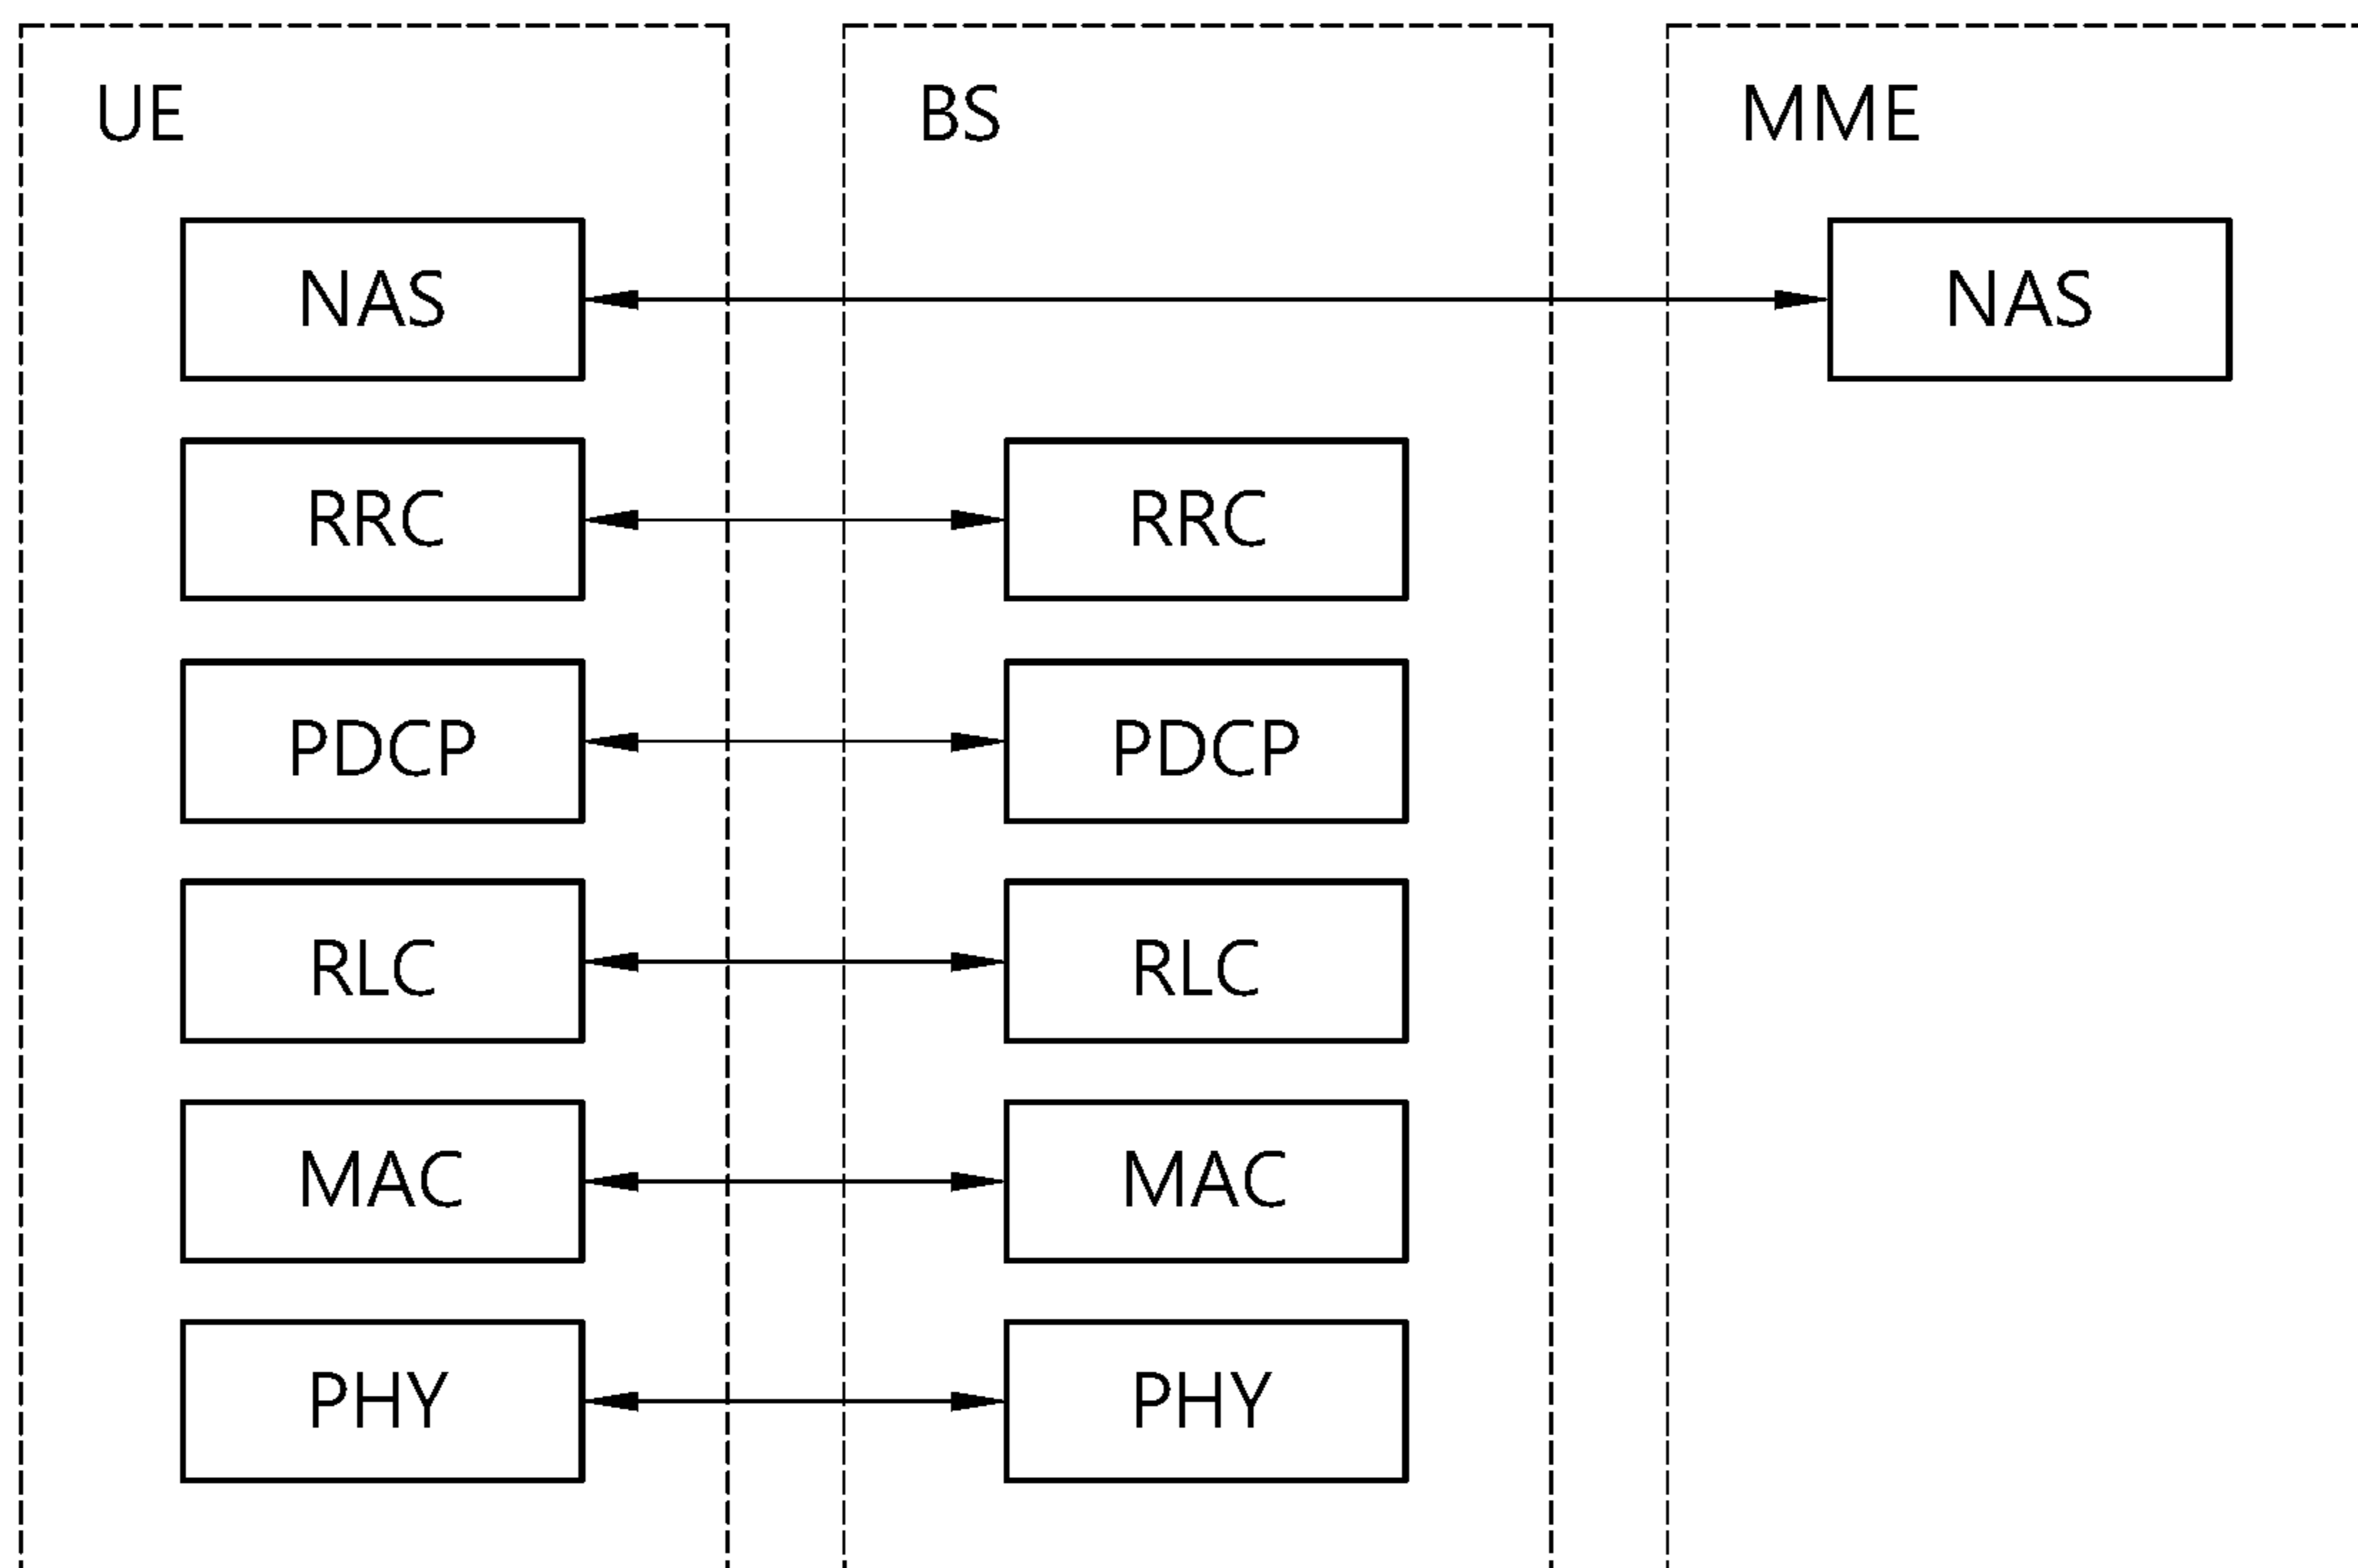 UE BS MME
NAS NAS
RRC RRC
PDCP PDCP
RLC RLC
MAC MAC
PHY PHY